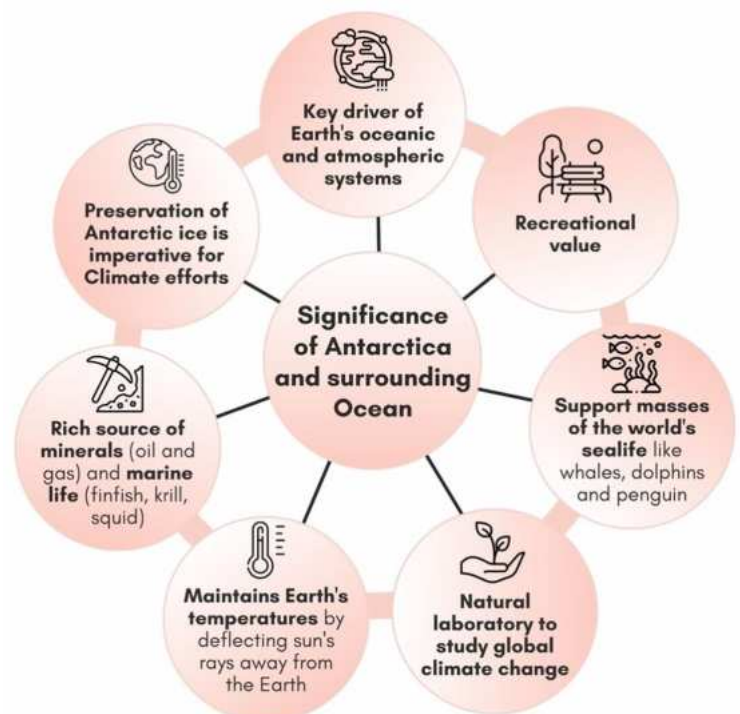 Key driver of
Earth's oceanic
and atmospheric
systems
Recreational
value
Support masses
of the world's
sealife like
whales, dolphins
and penguin
Natural
laboratory to
study global
climate change
Maintains Earth's
temperatures by
deflecting sun's
rays away from
the Earth
Rich source of
minerals (oil and
gas) and marine
life (finfish, krill,
squid)
Preservation of
Antarctic ice is
imperative for
Climate efforts
Significance
of Antarctica
and surrounding
Ocean